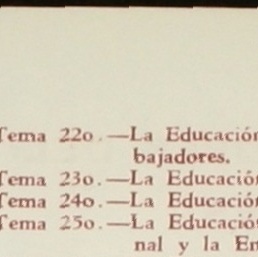 Tema 22o.—La Educación
bajadores.
Tema 23o.—La Educación
Tema 24o.—La Educación
Tema 25o.—La Educación
nal y la En